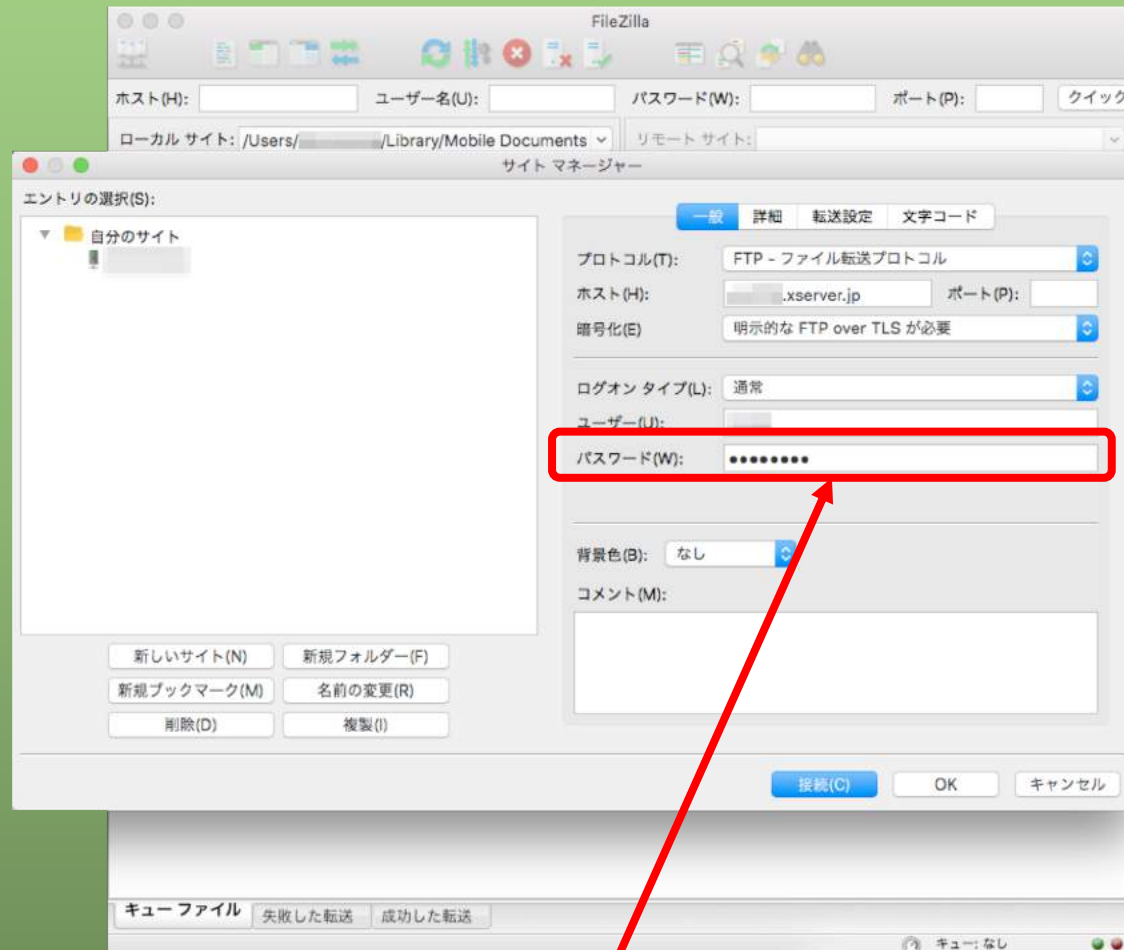 FileZilla
ホスト(H): ユーザー名(U): パスワード(W): ポート(P): クイック
ローカル サイト: /Users/ /Library/Mobile Documents リモート サイト:
サイト マネージャー
エントリの選択(S):
自分のサイト
一般 詳細 転送設定 文字コード
プロトコル(T): FTP - ファイル転送プロトコル
ホスト(H): .xserver.jp ポート(P):
暗号化(E) 明示的な FTP over TLS が必要
ログオン タイプ(L): 通常
ユーザー(U):
パスワード(W): ●●●●●●●●
背景色(B): なし
コメント(M):
新しいサイト(N) 新規フォルダー(F)
新規ブックマーク(M) 名前の変更(R)
削除(D) 複製(I)
接続(C) OK キャンセル
キュー ファイル 失敗した転送 成功した転送
キュー: なし